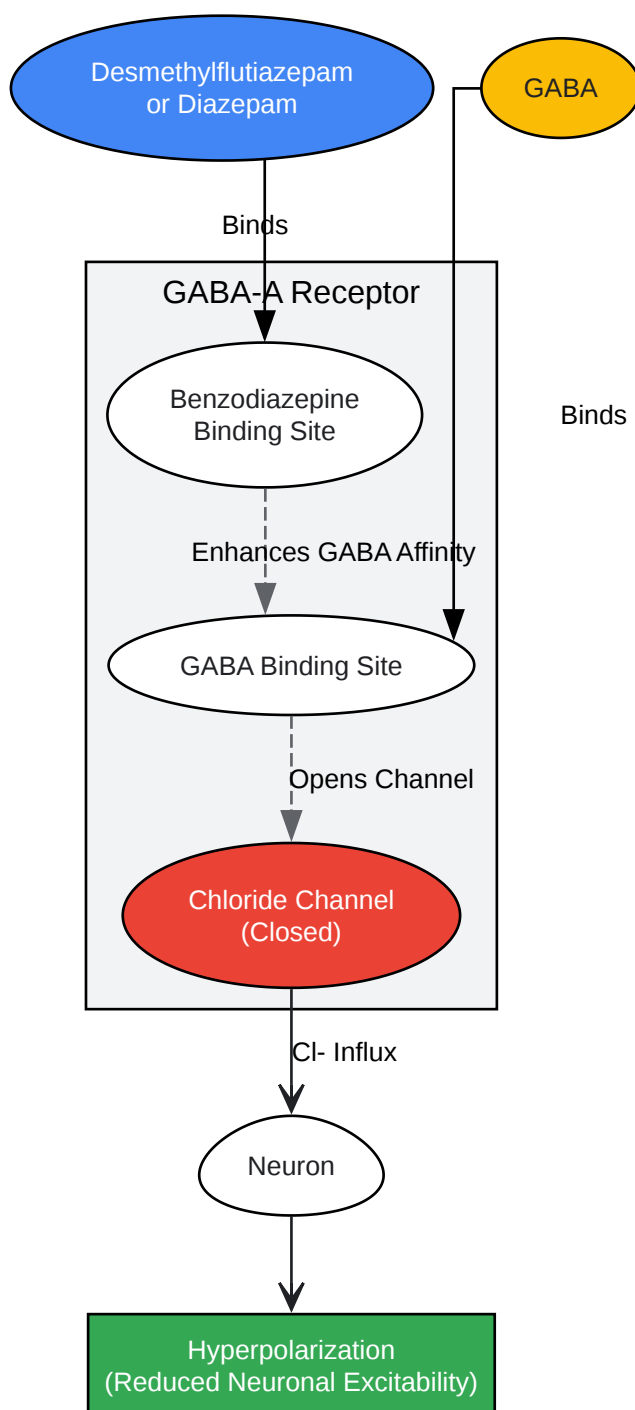 Desmethylflutiazepam
or Diazepam
GABA
Binds
GABA-A Receptor
Benzodiazepine
Binding Site
Binds
Enhances GABA Affinity
GABA Binding Site
Opens Channel
Chloride Channel
(Closed)
Cl- Influx
Neuron
Hyperpolarization
(Reduced Neuronal Excitability)